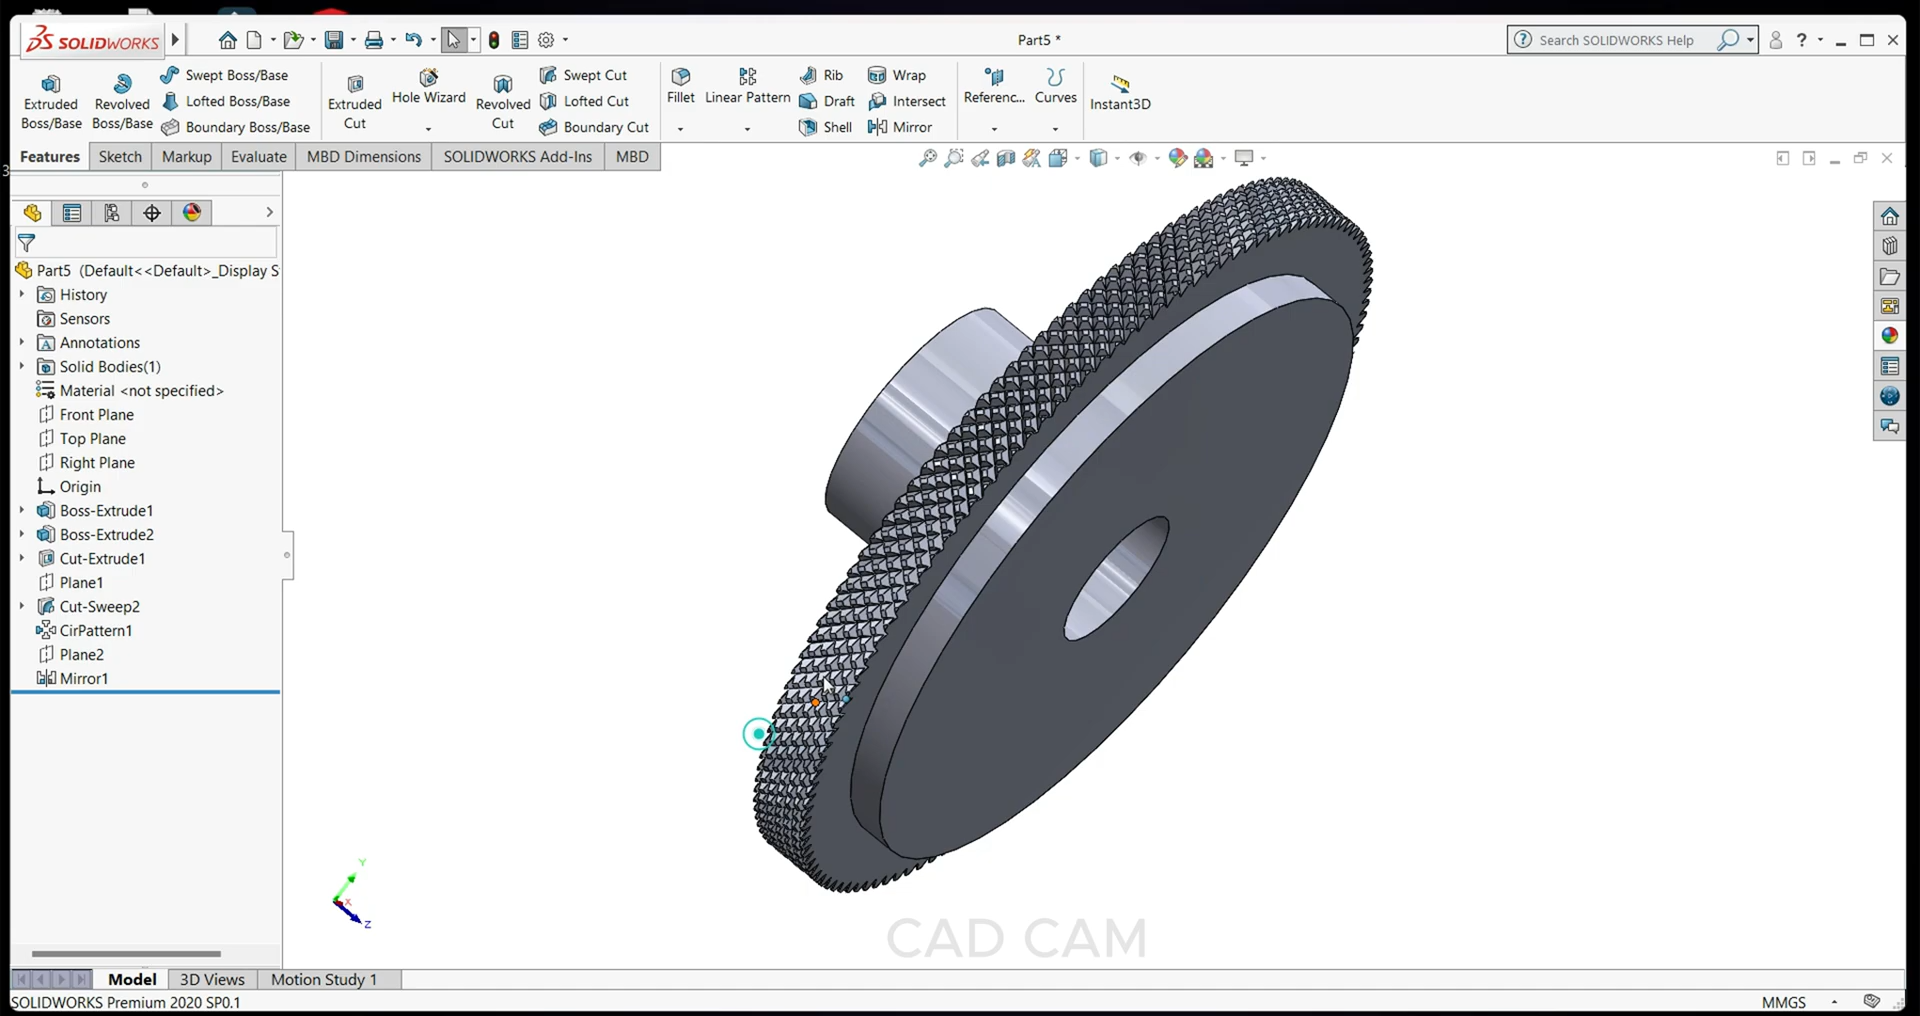 3
DS SOLIDWORKS
Part5 *
Search SOLIDWORKS Help
?
Extruded Boss/Base
Revolved Boss/Base
Swept Boss/Base
Lofted Boss/Base
Boundary Boss/Base
Extruded Cut
Hole Wizard
Revolved Cut
Swept Cut
Lofted Cut
Boundary Cut
Fillet
Linear Pattern
Rib
Draft
Shell
Wrap
Intersect
Mirror
Referenc...
Curves
Instant3D
Features
Sketch
Markup
Evaluate
MBD Dimensions
SOLIDWORKS Add-Ins
MBD
Part5 (Default<<Default>_Display S
History
Sensors
Annotations
Solid Bodies(1)
Material <not specified>
Front Plane
Top Plane
Right Plane
Origin
Boss-Extrude1
Boss-Extrude2
Cut-Extrude1
Plane1
Cut-Sweep2
CirPattern1
Plane2
Mirror1
Y
X
Z
CAD CAM
Model
3D Views
Motion Study 1
SOLIDWORKS Premium 2020 SP0.1
MMGS